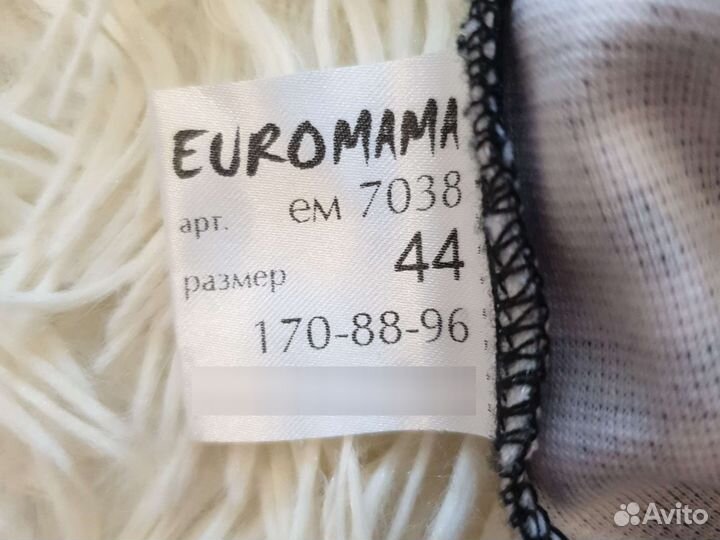 EUROMAMA
арт. ем 7038
размер 44
170-88-96
Avito